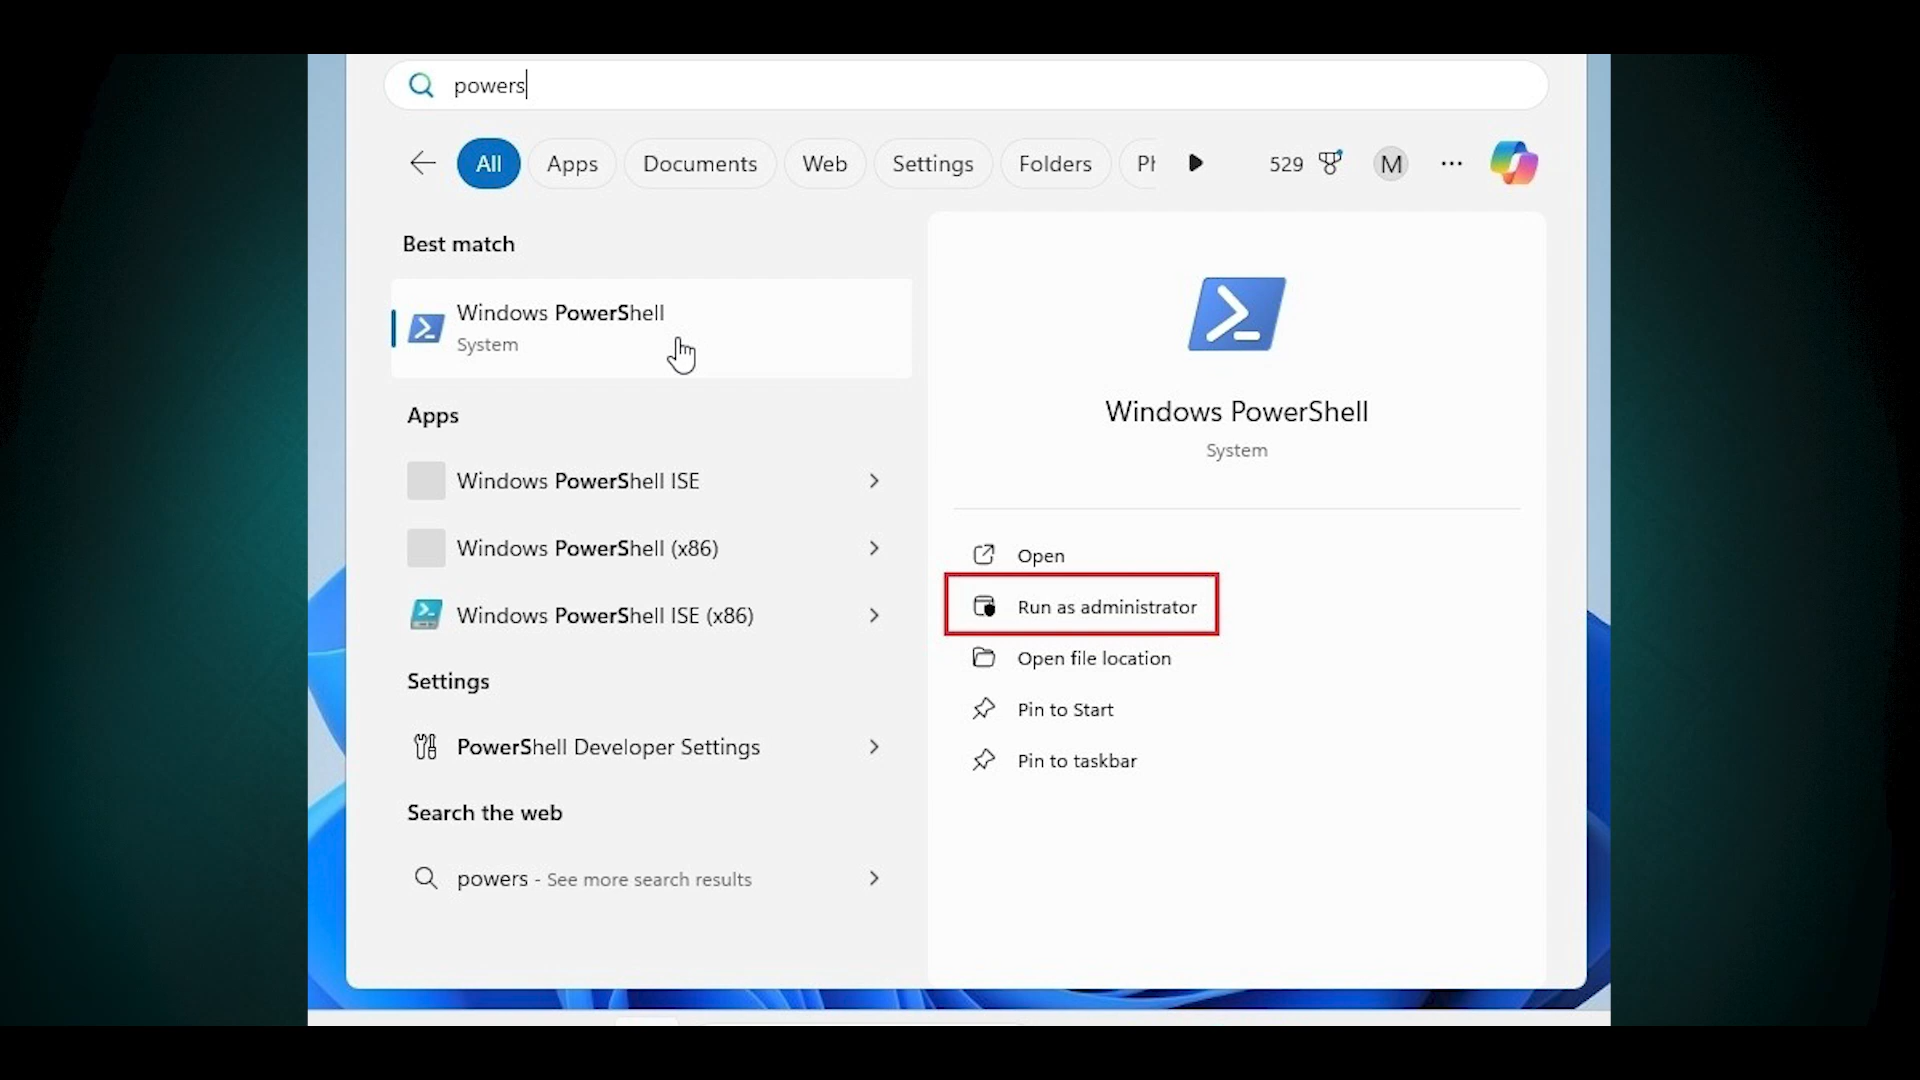 powers
All
Apps
Documents
Web
Settings
Folders
Ph
529
M
Best match
Windows PowerShell
System
Apps
Windows PowerShell ISE
Windows PowerShell (x86)
Windows PowerShell ISE (x86)
Settings
PowerShell Developer Settings
Search the web
powers - See more search results
Windows PowerShell
System
Open
Run as administrator
Open file location
Pin to Start
Pin to taskbar